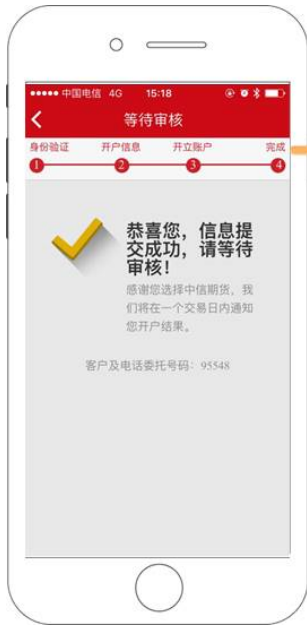 中国电信 4G 15:18
等待审核
身份验证 开户信息 开立账户 完成
1 2 3 4
恭喜您，信息提
交成功，请等待
审核！
感谢您选择中信期货，我
们将在一个交易日内通知
您开户结果。
客户及电话委托号码：95548